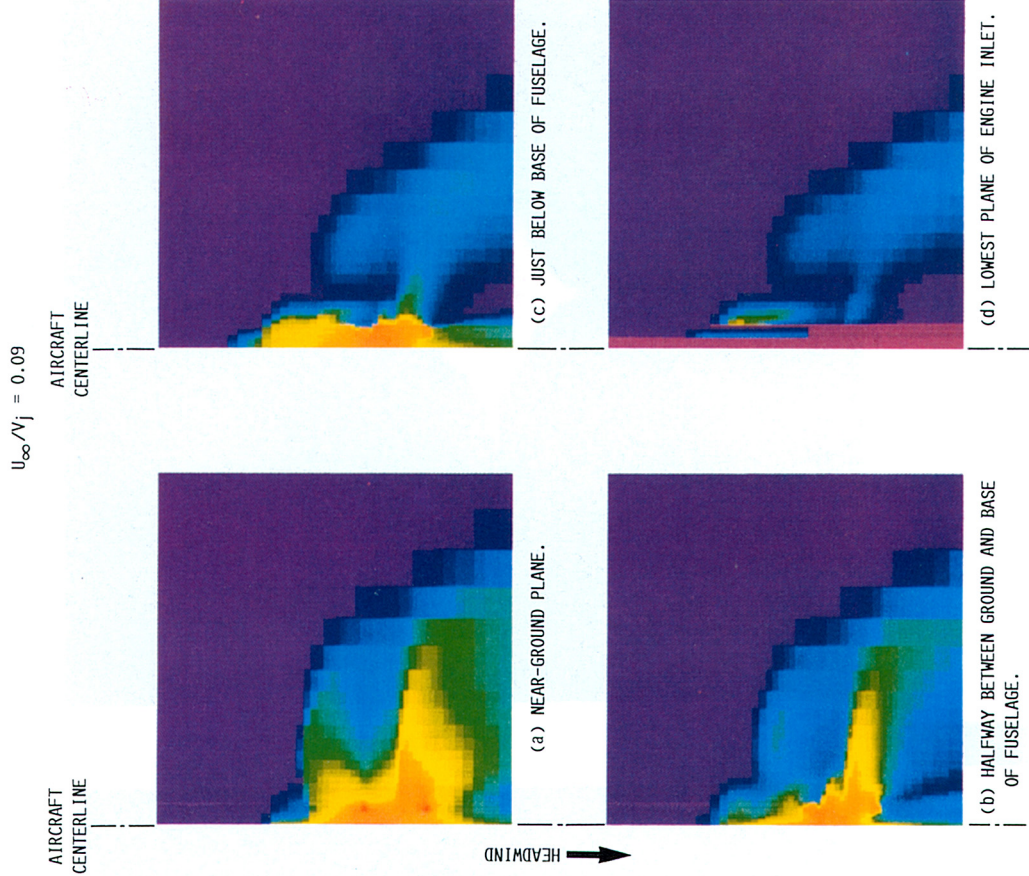 U∞/Vj = 0.09
AIRCRAFT
CENTERLINE
AIRCRAFT
CENTERLINE
HEADWIND
(a) NEAR-GROUND PLANE.
(b) HALFWAY BETWEEN GROUND AND BASE
OF FUSELAGE.
(c) JUST BELOW BASE OF FUSELAGE.
(d) LOWEST PLANE OF ENGINE INLET.